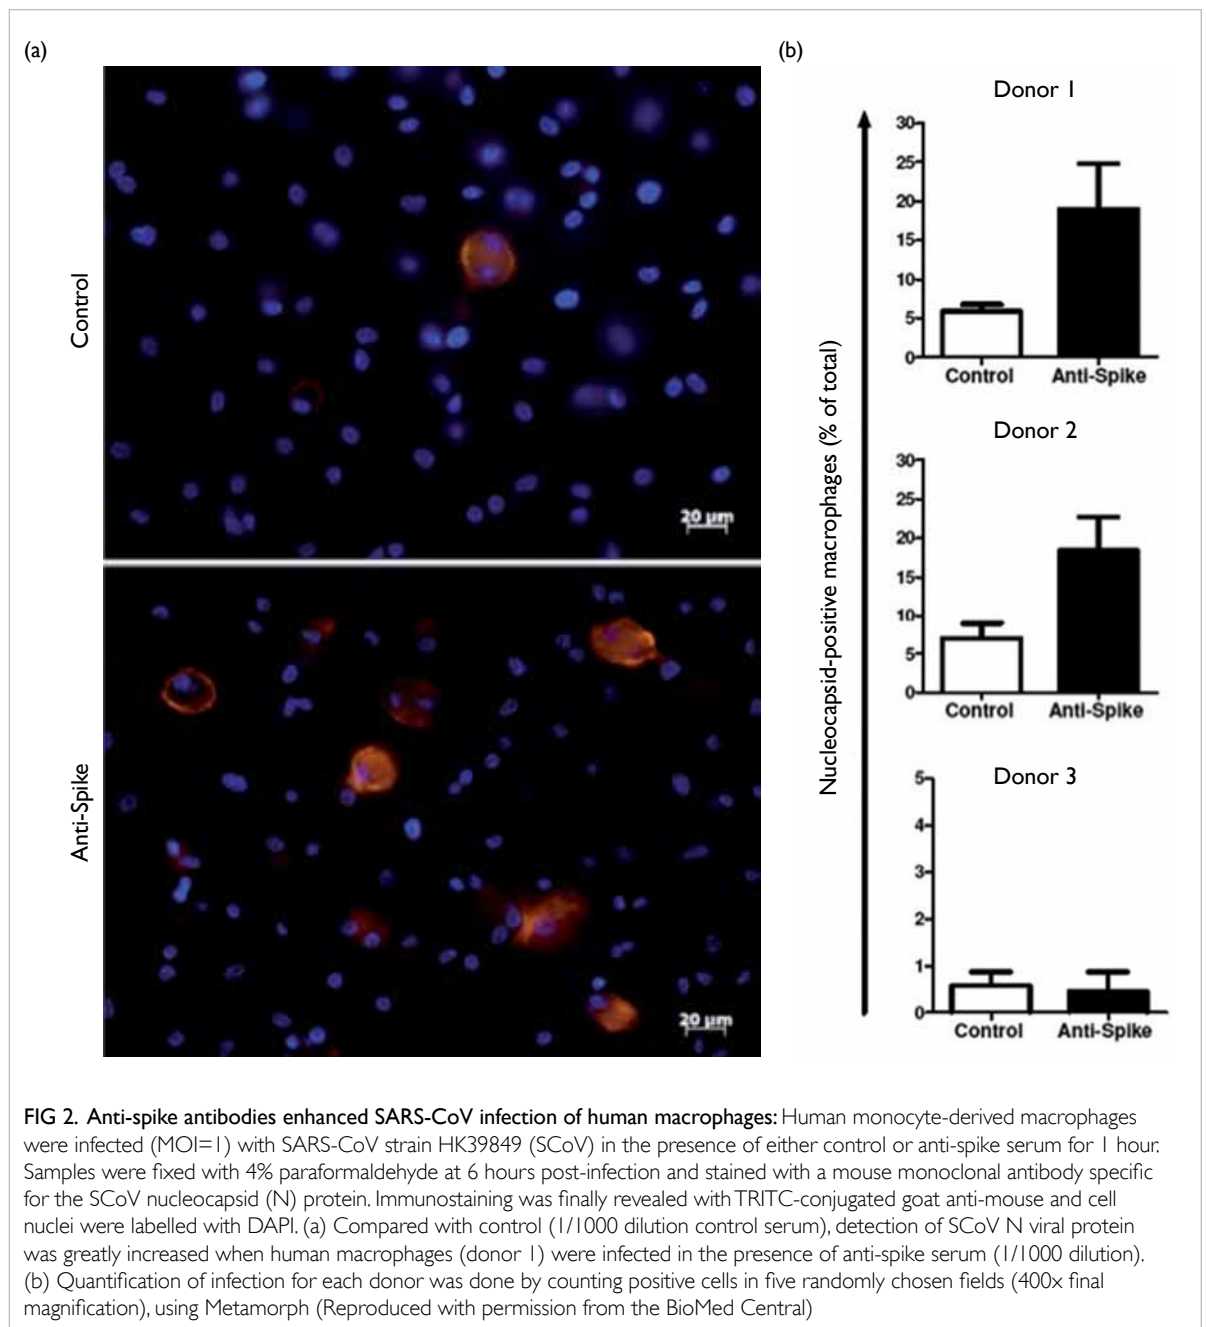 (a)
Control
20 µm
Anti-Spike
20 µm
(b)
Nucleocapsid-positive macrophages (% of total)
Donor 1
30
25
20
15
10
5
0
Control Anti-Spike
Donor 2
30
25
20
15
10
5
0
Control Anti-Spike
Donor 3
5
4
3
2
1
0
Control Anti-Spike
FIG 2. Anti-spike antibodies enhanced SARS-CoV infection of human macrophages: Human monocyte-derived macrophages
were infected (MOI=1) with SARS-CoV strain HK39849 (SCoV) in the presence of either control or anti-spike serum for 1 hour.
Samples were fixed with 4% paraformaldehyde at 6 hours post-infection and stained with a mouse monoclonal antibody specific
for the SCoV nucleocapsid (N) protein. Immunostaining was finally revealed with TRITC-conjugated goat anti-mouse and cell
nuclei were labelled with DAPI. (a) Compared with control (1/1000 dilution control serum), detection of SCoV N viral protein
was greatly increased when human macrophages (donor 1) were infected in the presence of anti-spike serum (1/1000 dilution).
(b) Quantification of infection for each donor was done by counting positive cells in five randomly chosen fields (400x final
magnification), using Metamorph (Reproduced with permission from the BioMed Central)